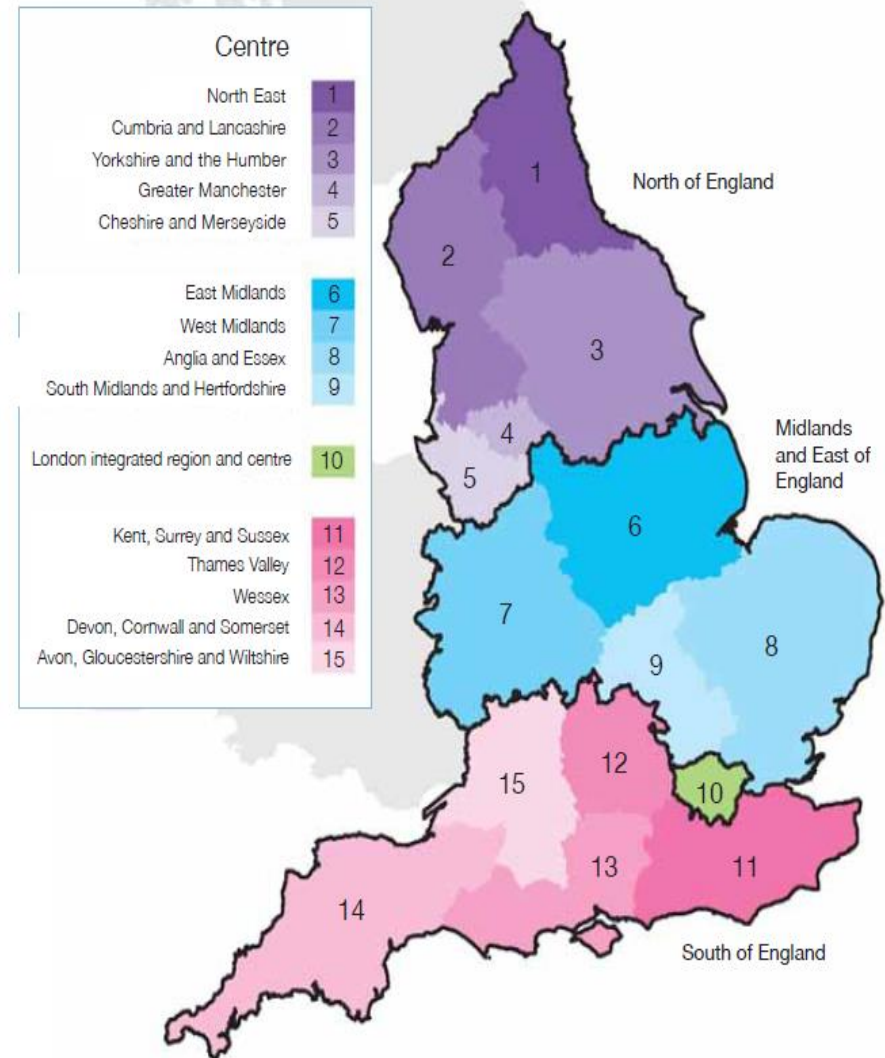 Centre
North East 1
Cumbria and Lancashire 2
Yorkshire and the Humber 3
Greater Manchester 4
Cheshire and Merseyside 5
East Midlands 6
West Midlands 7
Anglia and Essex 8
South Midlands and Hertfordshire 9
London integrated region and centre 10
Kent, Surrey and Sussex 11
Thames Valley 12
Wessex 13
Devon, Cornwall and Somerset 14
Avon, Gloucestershire and Wiltshire 15
1
North of England
2
3
4
Midlands
and East of
England
5
6
7
8
9
12
15
10
13
11
14
South of England